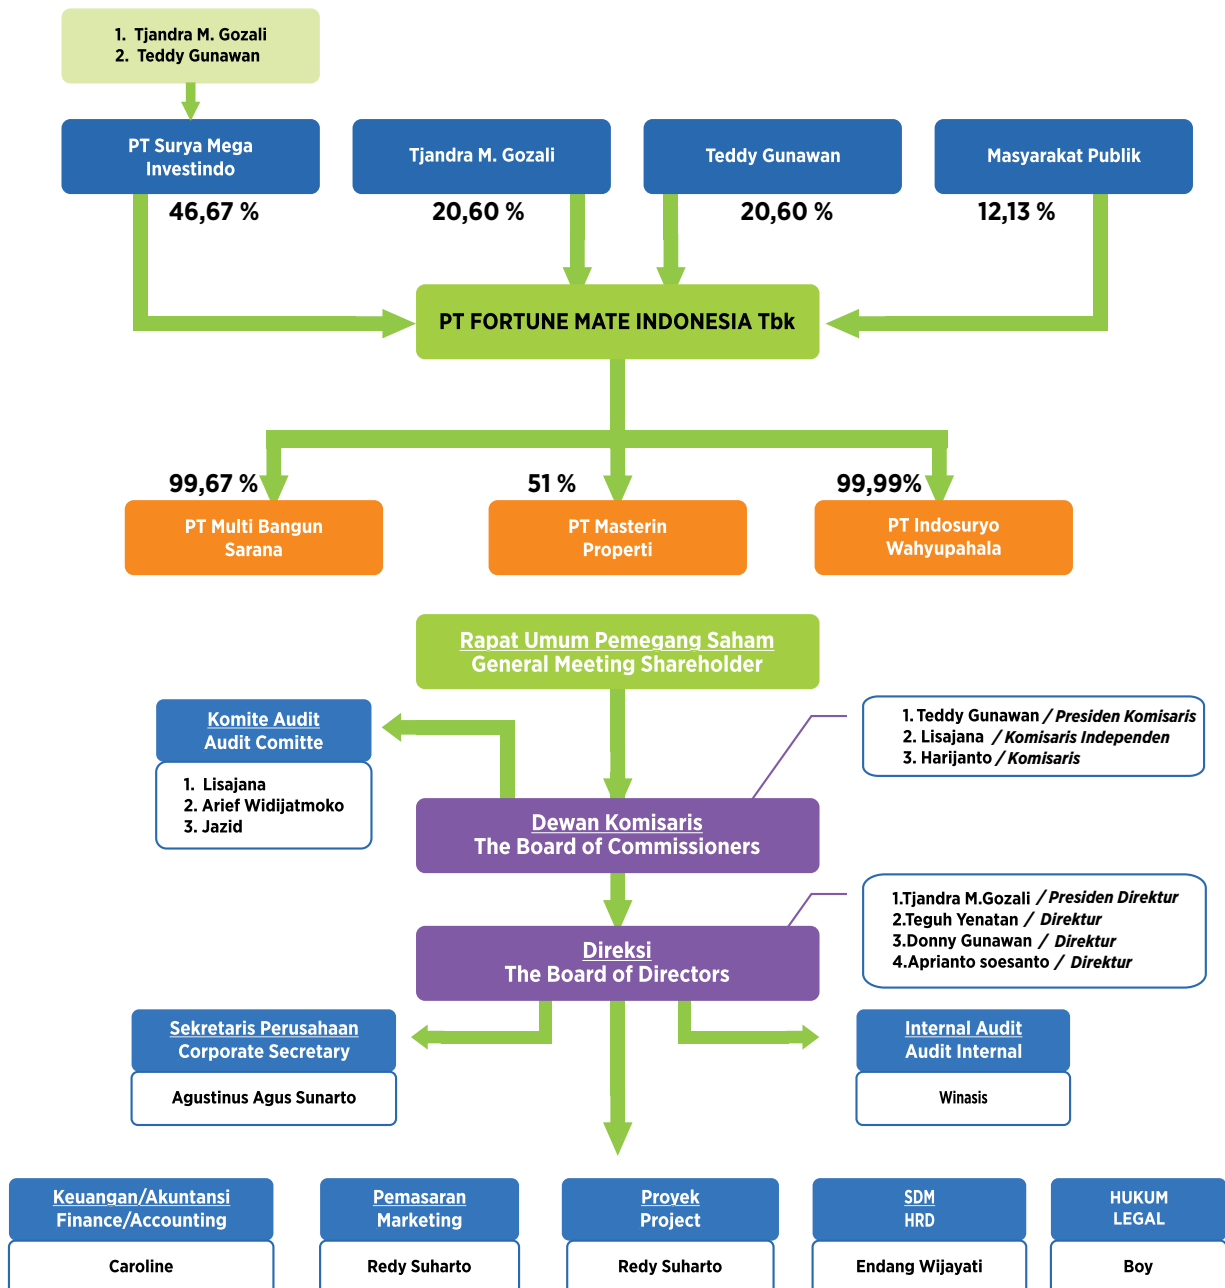 1. Tjandra M. Gozali
2. Teddy Gunawan
PT Surya Mega
Investindo
Tjandra M. Gozali
Teddy Gunawan
Masyarakat Publik
46,67 %
20,60 %
20,60 %
12,13 %
PT FORTUNE MATE INDONESIA Tbk
99,67 %
51 %
99,99%
PT Multi Bangun
Sarana
PT Masterin
Properti
PT Indosuryo
Wahyupahala
Rapat Umum Pemegang Saham
General Meeting Shareholder
Komite Audit
Audit Comitte
1. Lisajana
2. Arief Widijatmoko
3. Jazid
1. Teddy Gunawan / Presiden Komisaris
2. Lisajana / Komisaris Independen
3. Harijanto / Komisaris
Dewan Komisaris
The Board of Commissioners
1.Tjandra M.Gozali / Presiden Direktur
2.Teguh Yenatan / Direktur
3.Donny Gunawan / Direktur
4.Aprianto soesanto / Direktur
Direksi
The Board of Directors
Sekretaris Perusahaan
Corporate Secretary
Agustinus Agus Sunarto
Internal Audit
Audit Internal
Winasis
Keuangan/Akuntansi
Finance/Accounting
Caroline
Pemasaran
Marketing
Redy Suharto
Proyek
Project
Redy Suharto
SDM
HRD
Endang Wijayati
HUKUM
LEGAL
Boy